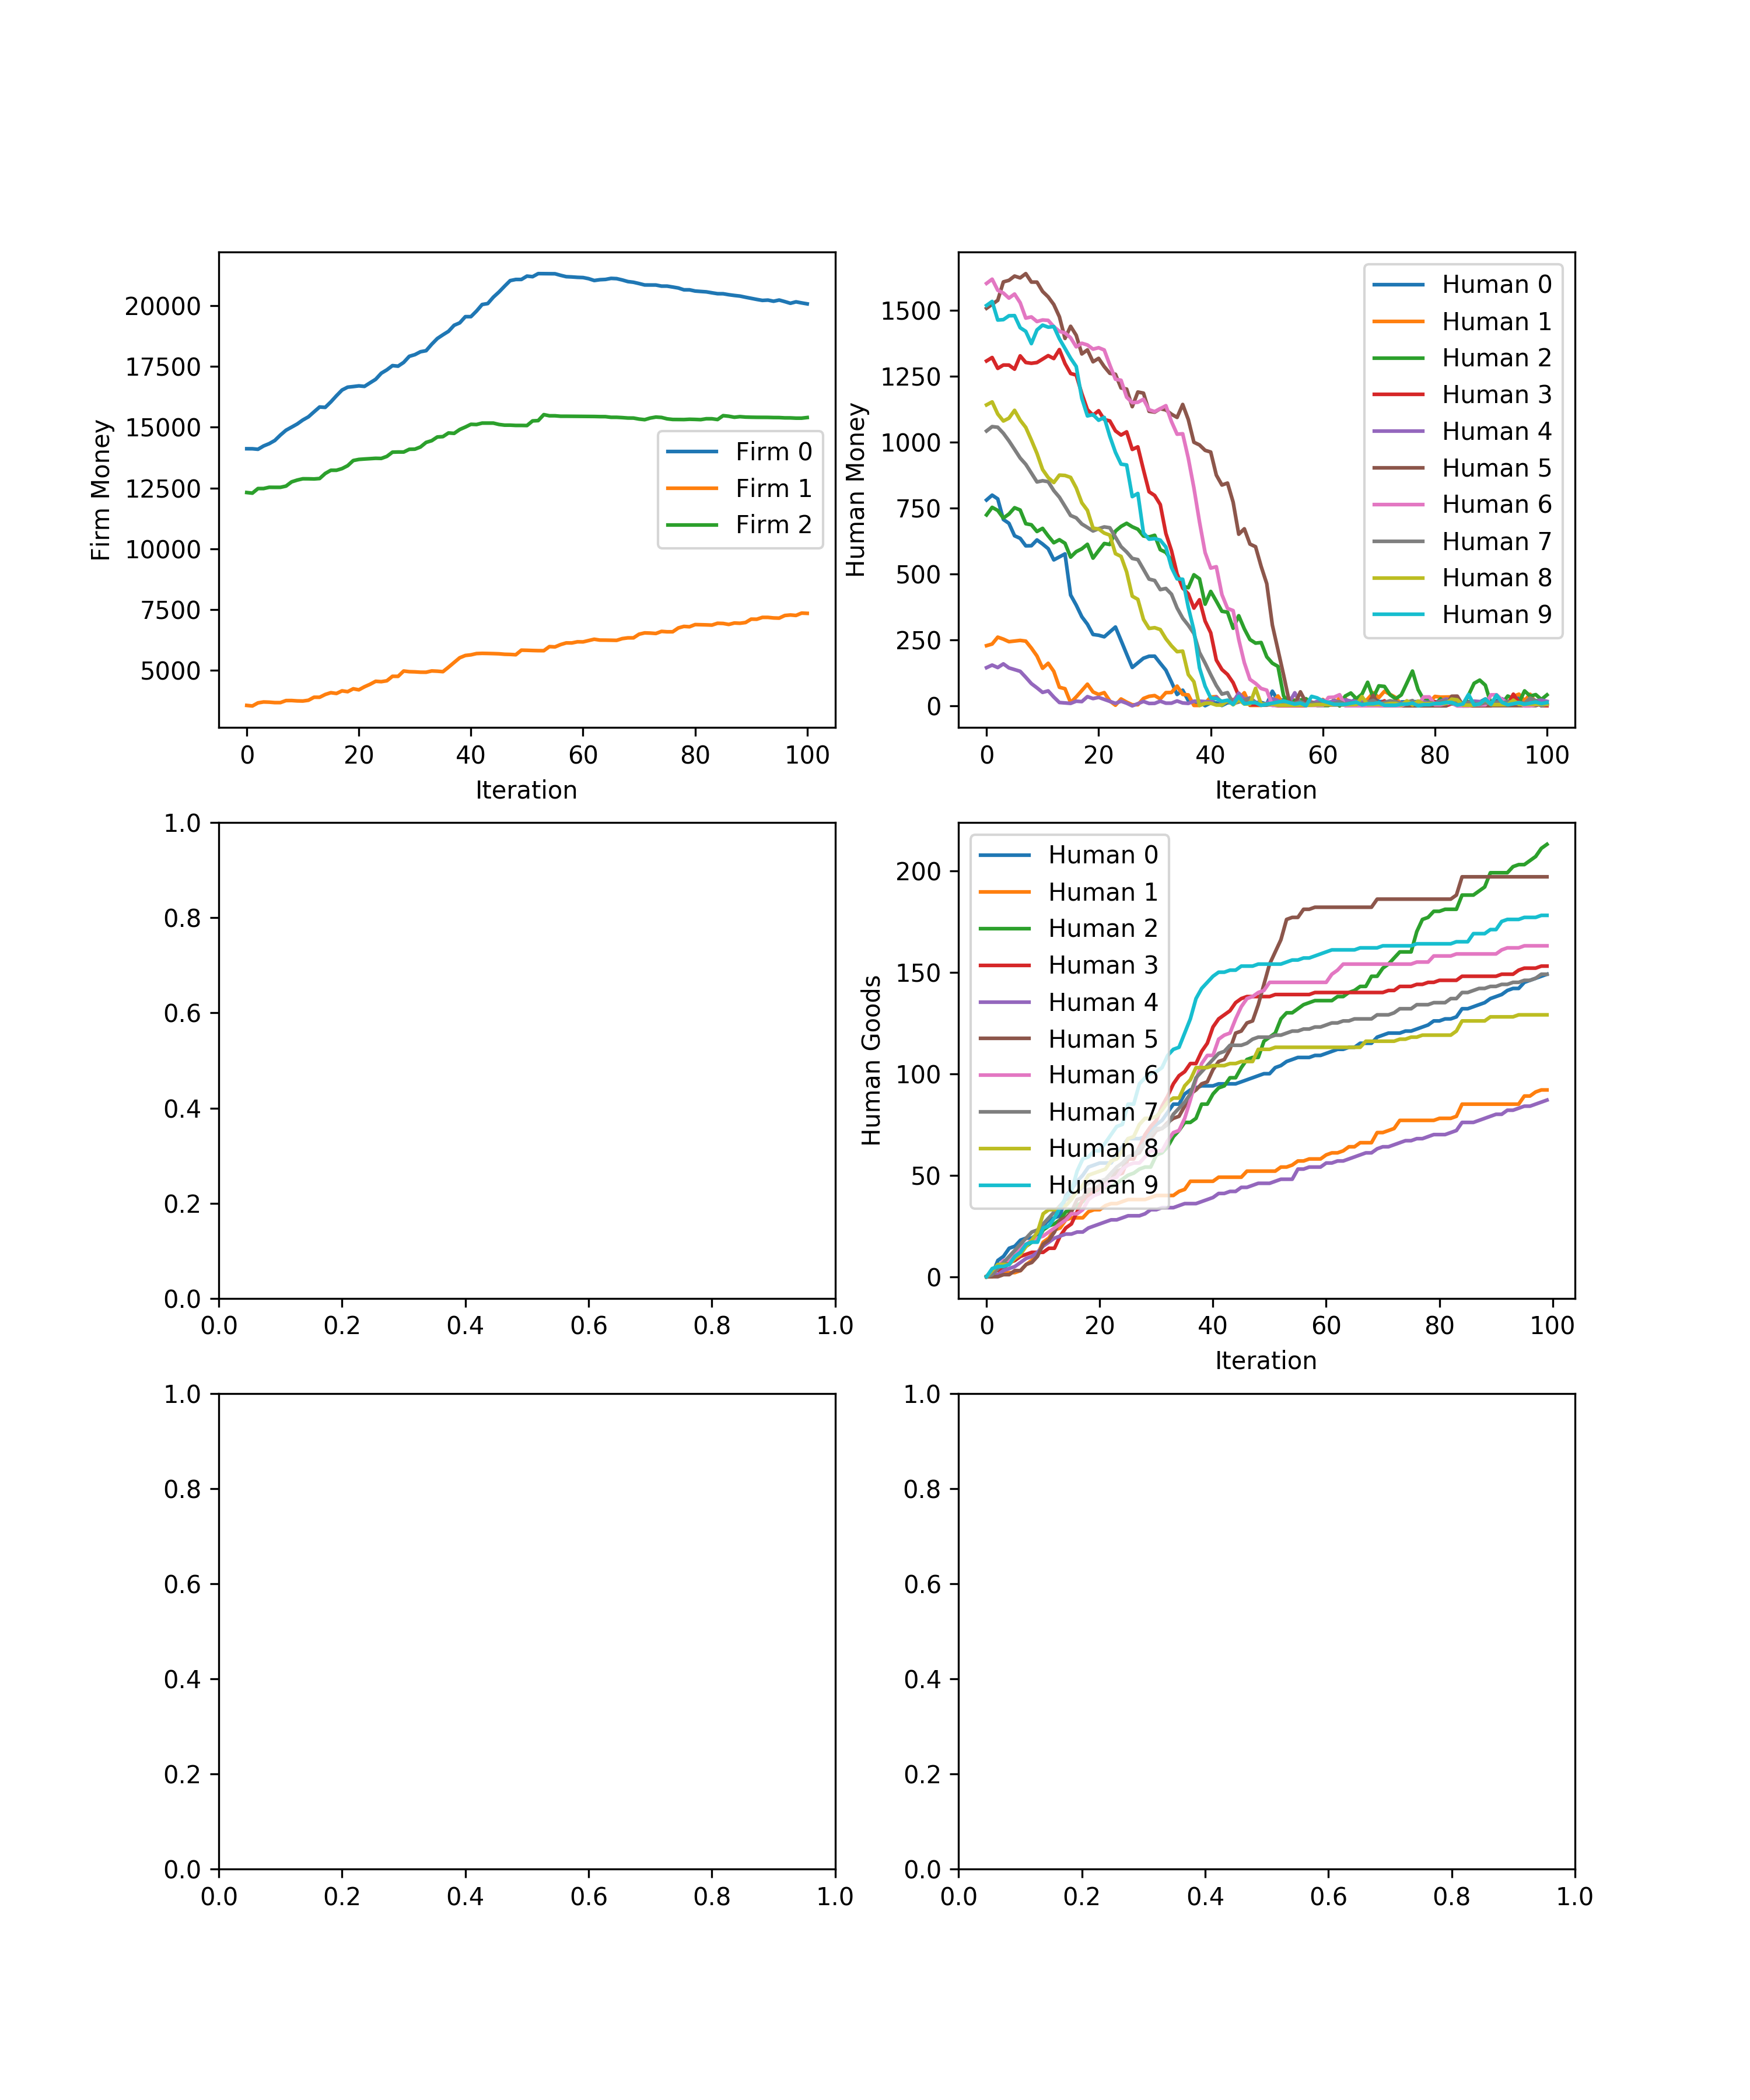 Firm Money
20000
17500
15000
12500
10000
7500
5000
Firm 0
Firm 1
Firm 2
0 20 40 60 80 100
Iteration
Human Money
1500
1250
1000
750
500
250
0
Human 0
Human 1
Human 2
Human 3
Human 4
Human 5
Human 6
Human 7
Human 8
Human 9
0 20 40 60 80 100
Iteration
1.0
0.8
0.6
0.4
0.2
0.0
0.0 0.2 0.4 0.6 0.8 1.0
Human Goods
200
150
100
50
0
Human 0
Human 1
Human 2
Human 3
Human 4
Human 5
Human 6
Human 7
Human 8
Human 9
0 20 40 60 80 100
Iteration
1.0
0.8
0.6
0.4
0.2
0.0
0.0 0.2 0.4 0.6 0.8 1.0
1.0
0.8
0.6
0.4
0.2
0.0
0.0 0.2 0.4 0.6 0.8 1.0